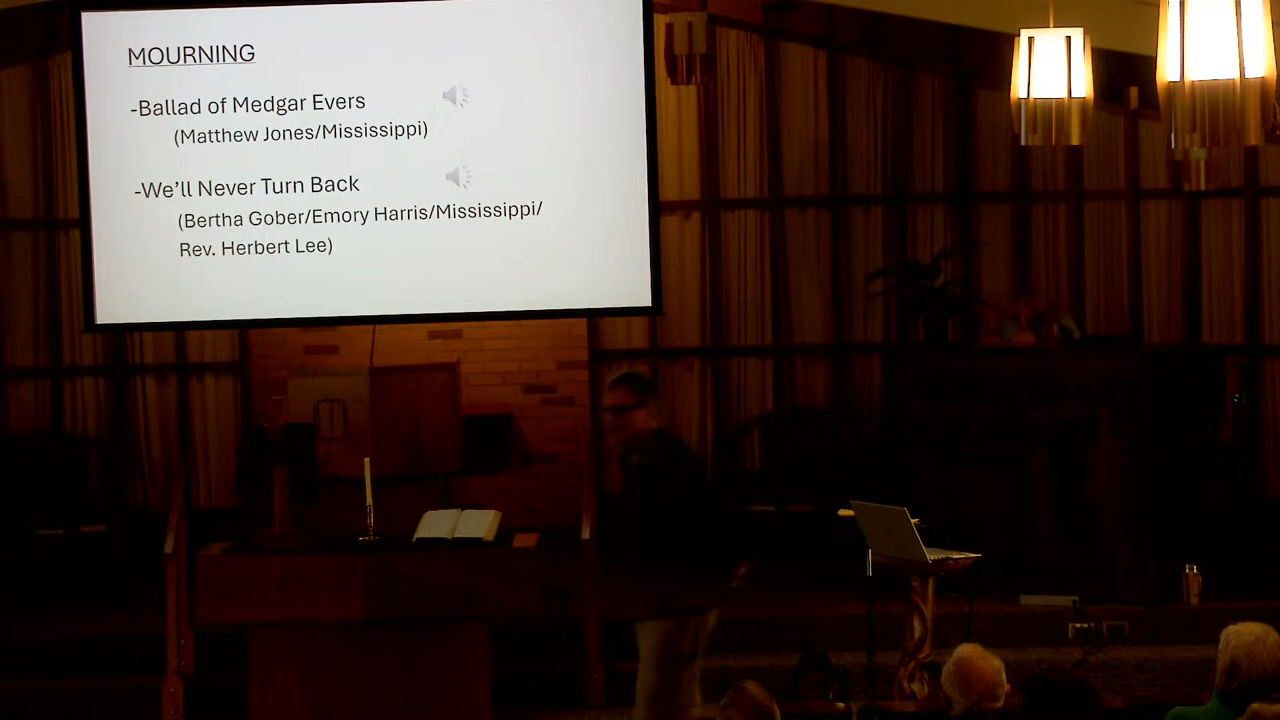 MOURNING
-Ballad of Medgar Evers
(Matthew Jones/Mississippi)
-We’ll Never Turn Back
(Bertha Gober/Emory Harris/Mississippi/
Rev. Herbert Lee)